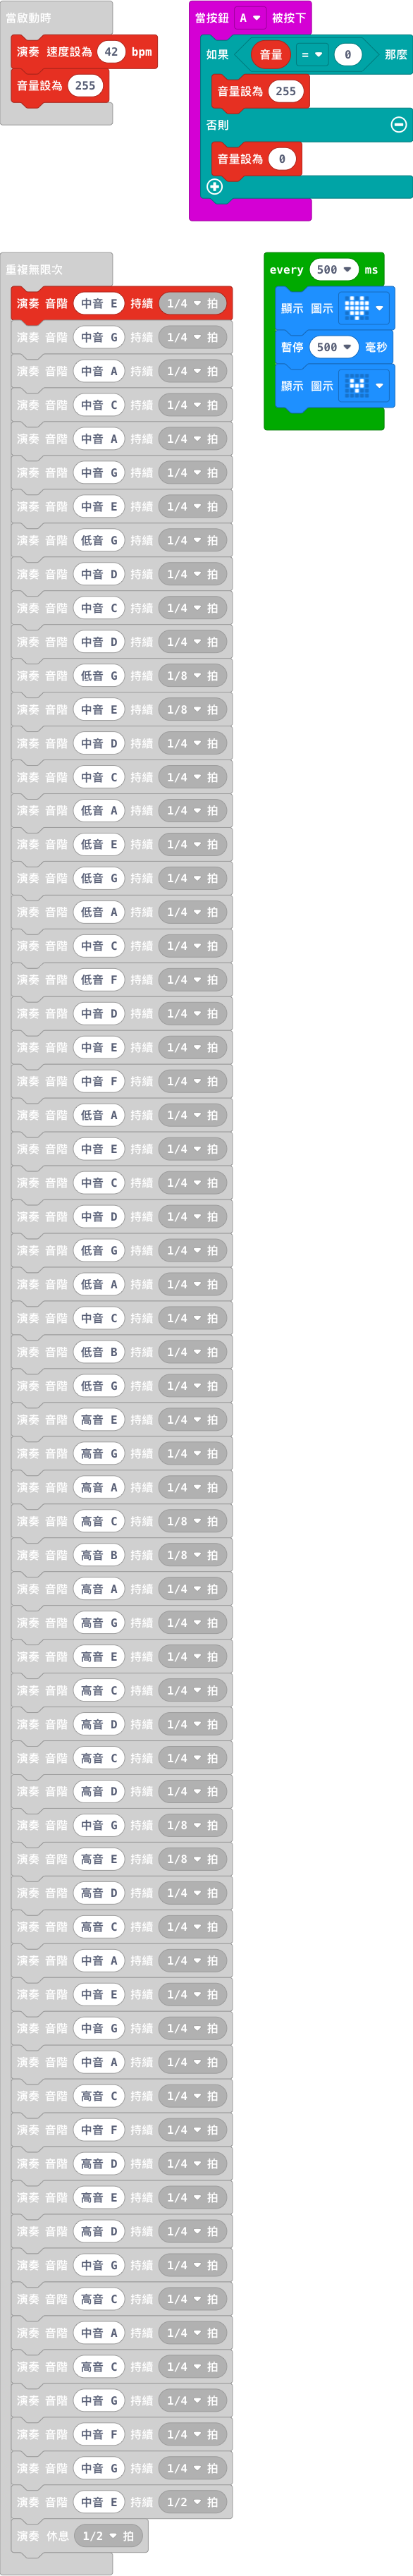 當啟動時
演奏 速度設為 42 bpm
音量設為 255
當按鈕 A 被按下
如果 音量 = 0 那麼
音量設為 255
否則
音量設為 0
重複無限次
演奏 音階 中音 E 持續 1/4 拍
演奏 音階 中音 G 持續 1/4 拍
演奏 音階 中音 A 持續 1/4 拍
演奏 音階 中音 C 持續 1/4 拍
演奏 音階 中音 A 持續 1/4 拍
演奏 音階 中音 G 持續 1/4 拍
演奏 音階 中音 E 持續 1/4 拍
演奏 音階 低音 G 持續 1/4 拍
演奏 音階 中音 D 持續 1/4 拍
演奏 音階 中音 C 持續 1/4 拍
演奏 音階 中音 D 持續 1/4 拍
演奏 音階 低音 G 持續 1/8 拍
演奏 音階 中音 E 持續 1/8 拍
演奏 音階 中音 D 持續 1/4 拍
演奏 音階 中音 C 持續 1/4 拍
演奏 音階 低音 A 持續 1/4 拍
演奏 音階 低音 E 持續 1/4 拍
演奏 音階 低音 G 持續 1/4 拍
演奏 音階 低音 A 持續 1/4 拍
演奏 音階 中音 C 持續 1/4 拍
演奏 音階 低音 F 持續 1/4 拍
演奏 音階 中音 D 持續 1/4 拍
演奏 音階 中音 E 持續 1/4 拍
演奏 音階 中音 F 持續 1/4 拍
演奏 音階 低音 A 持續 1/4 拍
演奏 音階 中音 E 持續 1/4 拍
演奏 音階 中音 C 持續 1/4 拍
演奏 音階 中音 D 持續 1/4 拍
演奏 音階 低音 G 持續 1/4 拍
演奏 音階 低音 A 持續 1/4 拍
演奏 音階 中音 C 持續 1/4 拍
演奏 音階 低音 B 持續 1/4 拍
演奏 音階 低音 G 持續 1/4 拍
演奏 音階 高音 E 持續 1/4 拍
演奏 音階 高音 G 持續 1/4 拍
演奏 音階 高音 A 持續 1/4 拍
演奏 音階 高音 C 持續 1/8 拍
演奏 音階 高音 B 持續 1/8 拍
演奏 音階 高音 A 持續 1/4 拍
演奏 音階 高音 G 持續 1/4 拍
演奏 音階 高音 E 持續 1/4 拍
演奏 音階 高音 C 持續 1/4 拍
演奏 音階 高音 D 持續 1/4 拍
演奏 音階 高音 C 持續 1/4 拍
演奏 音階 高音 D 持續 1/4 拍
演奏 音階 中音 G 持續 1/8 拍
演奏 音階 高音 E 持續 1/8 拍
演奏 音階 高音 D 持續 1/4 拍
演奏 音階 高音 C 持續 1/4 拍
演奏 音階 中音 A 持續 1/4 拍
演奏 音階 中音 E 持續 1/4 拍
演奏 音階 中音 G 持續 1/4 拍
演奏 音階 中音 A 持續 1/4 拍
演奏 音階 高音 C 持續 1/4 拍
演奏 音階 中音 F 持續 1/4 拍
演奏 音階 高音 D 持續 1/4 拍
演奏 音階 高音 E 持續 1/4 拍
演奏 音階 高音 D 持續 1/4 拍
演奏 音階 中音 G 持續 1/4 拍
演奏 音階 高音 C 持續 1/4 拍
演奏 音階 中音 A 持續 1/4 拍
演奏 音階 高音 C 持續 1/4 拍
演奏 音階 中音 G 持續 1/4 拍
演奏 音階 中音 F 持續 1/4 拍
演奏 音階 中音 G 持續 1/4 拍
演奏 音階 中音 E 持續 1/2 拍
演奏 休息 1/2 拍
every 500 ms
顯示 圖示
暫停 500 毫秒
顯示 圖示